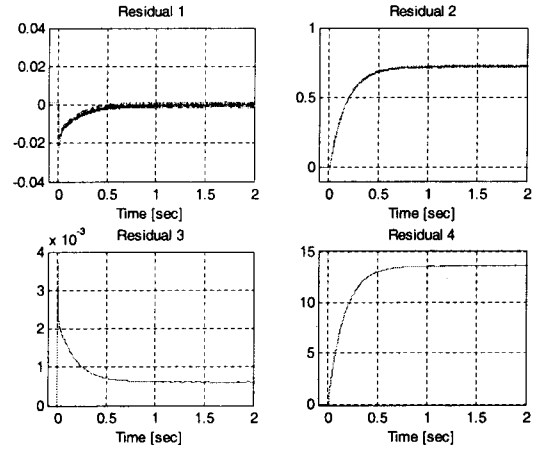 Residual 1
0.04
0.02
0
-0.02
-0.04
0 0.5 1 1.5 2
Time [sec]
Residual 2
1
0.5
0
0 0.5 1 1.5 2
Time [sec]
x 10-3
Residual 3
4
3
2
1
0
0 0.5 1 1.5 2
Time [sec]
Residual 4
15
10
5
0
0 0.5 1 1.5 2
Time [sec]